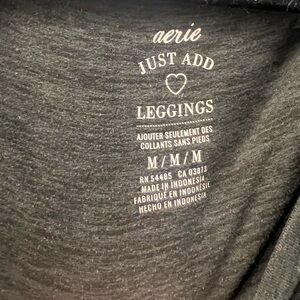 aerie
JUST ADD
LEGGINGS
AJOUTER SEULEMENT DES
COLLANTS SANS PIEDS
M/M/M
RN 54485 CA 03873
MADE IN INDONESIA
FABRIQUÉ EN INDONÉSIE
HECHO EN INDONESIA